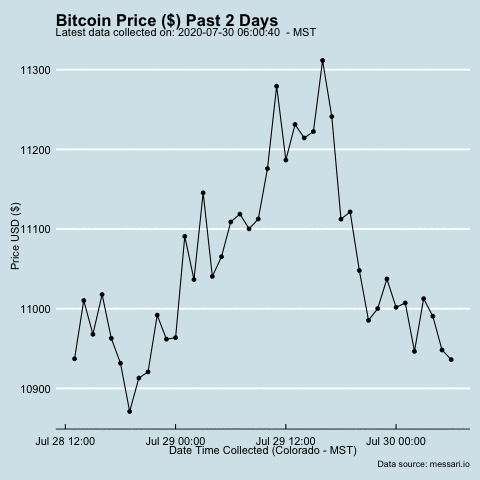 Bitcoin Price ($) Past 2 Days
Latest data collected on: 2020-07-30 06:00:40  - MST
Price USD ($)
11300
11200
11100
11000
10900
Jul 28 12:00
Jul 29 00:00
Jul 29 12:00
Jul 30 00:00
Date Time Collected (Colorado - MST)
Data source: messari.io